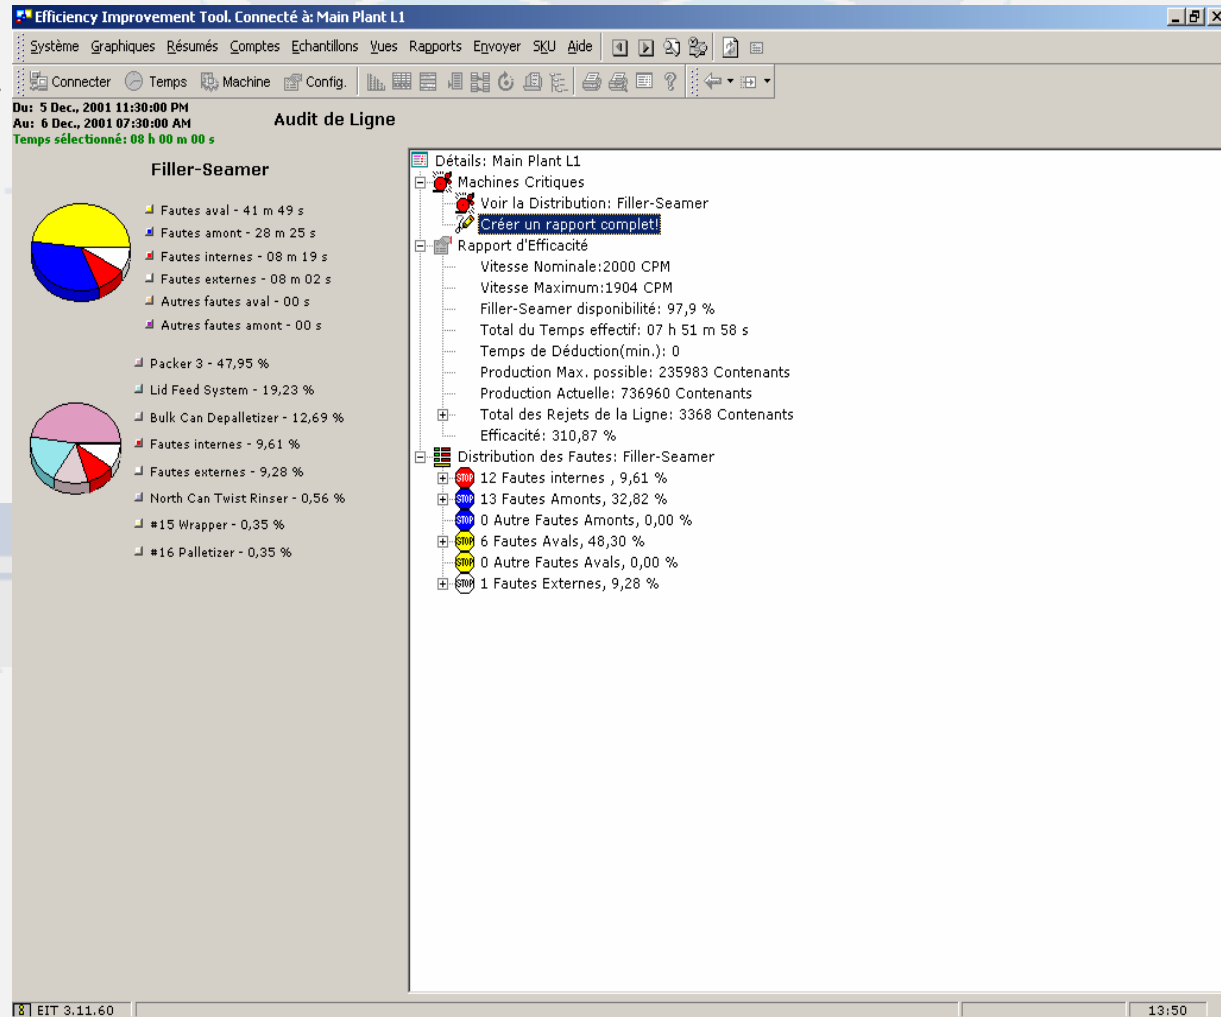 Efficiency Improvement Tool. Connecté à: Main Plant L1
Système Graphiques Résumés Comptes Echantillons Vues Rapports Envoyer SKU Aide
Connecter Temps Machine Config.
Du: 5 Dec., 2001 11:30:00 PM
Au: 6 Dec., 2001 07:30:00 AM
Temps sélectionné: 08 h 00 m 00 s
Audit de Ligne
Filler-Seamer
Fautes aval - 41 m 49 s
Fautes amont - 28 m 25 s
Fautes internes - 08 m 19 s
Fautes externes - 08 m 02 s
Autres fautes aval - 00 s
Autres fautes amont - 00 s
Packer 3 - 47,95 %
Lid Feed System - 19,23 %
Bulk Can Depalletizer - 12,69 %
Fautes internes - 9,61 %
Fautes externes - 9,28 %
North Can Twist Rinser - 0,56 %
#15 Wrapper - 0,35 %
#16 Palletizer - 0,35 %
Détails: Main Plant L1
Machines Critiques
Voir la Distribution: Filler-Seamer
Créer un rapport complet!
Rapport d'Efficacité
Vitesse Nominale:2000 CPM
Vitesse Maximum:1904 CPM
Filler-Seamer disponibilité: 97,9 %
Total du Temps effectif: 07 h 51 m 58 s
Temps de Déduction(min.): 0
Production Max. possible: 235983 Contenants
Production Actuelle: 736960 Contenants
Total des Rejets de la Ligne: 3368 Contenants
Efficacité: 310,87 %
Distribution des Fautes: Filler-Seamer
STOP 12 Fautes internes , 9,61 %
STOP 13 Fautes Amonts, 32,82 %
STOP 0 Autre Fautes Amonts, 0,00 %
STOP 6 Fautes Avals, 48,30 %
STOP 0 Autre Fautes Avals, 0,00 %
STOP 1 Fautes Externes, 9,28 %
EIT 3.11.60
13:50